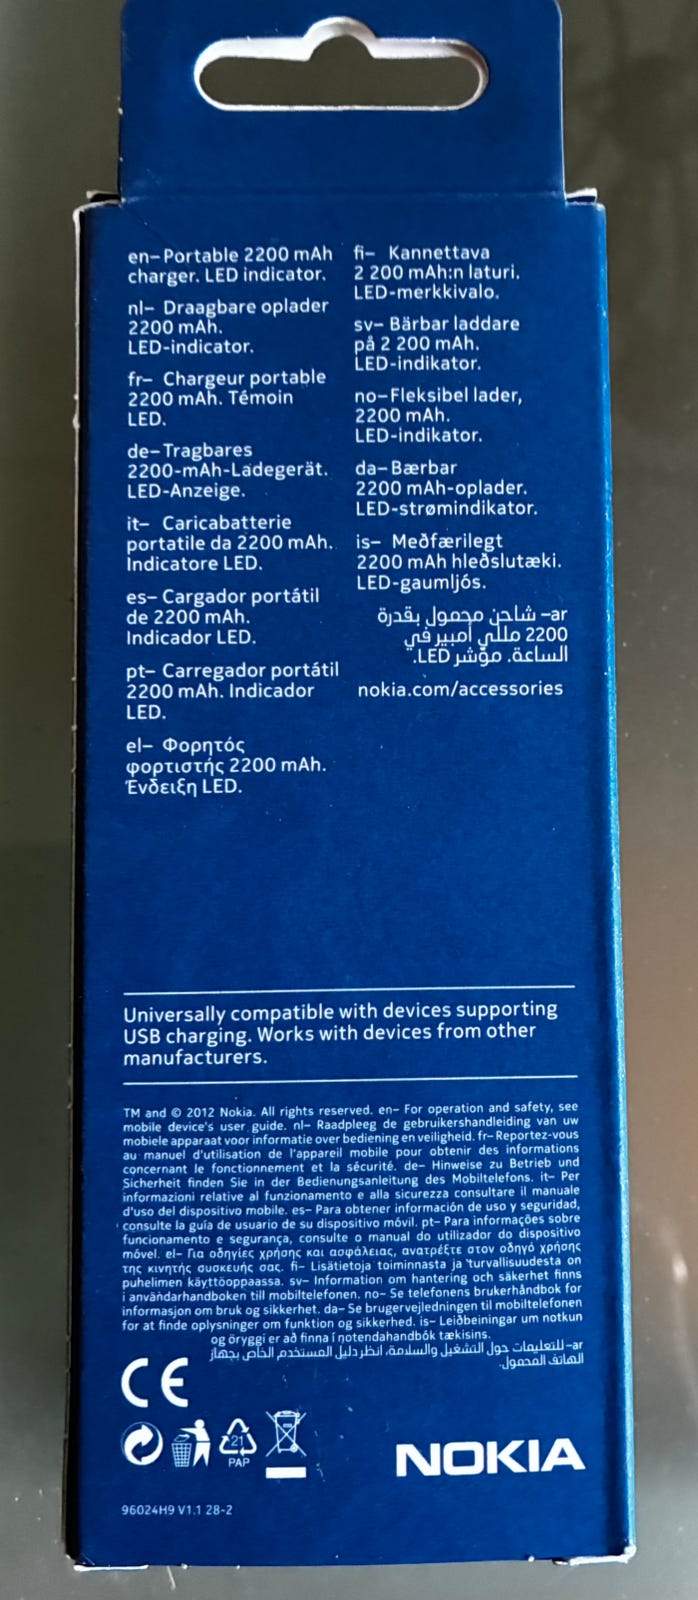 en– Portable 2200 mAh
charger. LED indicator.
nl– Draagbare oplader
2200 mAh.
LED-indicator.
fr– Chargeur portable
2200 mAh. Témoin
LED.
de– Tragbares
2200-mAh-Ladegerät.
LED-Anzeige.
it– Caricabatterie
portatile da 2200 mAh.
Indicatore LED.
es– Cargador portátil
de 2200 mAh.
Indicador LED.
pt– Carregador portátil
2200 mAh. Indicador
LED.
el– Φορητός
φορτιστής 2200 mAh.
Ένδειξη LED.
fi– Kannettava
2 200 mAh:n laturi.
LED-merkkivalo.
sv– Bärbar laddare
på 2 200 mAh.
LED-indikator.
no– Fleksibel lader,
2200 mAh.
LED-indikator.
da– Bærbar
2200 mAh-oplader.
LED-strømindikator.
is– Meðfærilegt
2200 mAh hleðslutæki.
LED-gaumljós.
ar– شاحن محمول بقدرة
2200 مللي أمبير في
الساعة. مؤشر LED.
nokia.com/accessories
Universally compatible with devices supporting
USB charging. Works with devices from other
manufacturers.
TM and © 2012 Nokia. All rights reserved. en– For operation and safety, see
mobile device's user guide. nl– Raadpleeg de gebruikershandleiding van uw
mobiele apparaat voor informatie over bediening en veiligheid. fr– Reportez-vous
au manuel d'utilisation de l'appareil mobile pour obtenir des informations
concernant le fonctionnement et la sécurité. de– Hinweise zu Betrieb und
Sicherheit finden Sie in der Bedienungsanleitung des Mobiltelefons. it– Per
informazioni relative al funzionamento e alla sicurezza consultare il manuale
d'uso del dispositivo mobile. es– Para obtener información de uso y seguridad,
consulte la guía de usuario de su dispositivo móvil. pt– Para informações sobre
funcionamento e segurança, consulte o manual do utilizador do dispositivo
móvel. el– Για οδηγίες χρήσης και ασφάλειας, ανατρέξτε στον οδηγό χρήσης
της κινητής συσκευής σας. fi– Lisätietoja toiminnasta ja turvallisuudesta on
puhelimen käyttöoppaassa. sv– Information om hantering och säkerhet finns
i användarhandboken till mobiltelefonen. no– Se telefonens brukerhåndbok for
informasjon om bruk og sikkerhet. da– Se brugervejledningen til mobiltelefonen
for at finde oplysninger om funktion og sikkerhed. is– Leiðbeiningar um notkun
og öryggi er að finna í notendahandbók tækisins.
ar– للتعليمات حول التشغيل والسلامة، انظر دليل المستخدم الخاص بجهاز
الهاتف المحمول.
CE
21
PAP
NOKIA
96024H9 V1.1 28-2